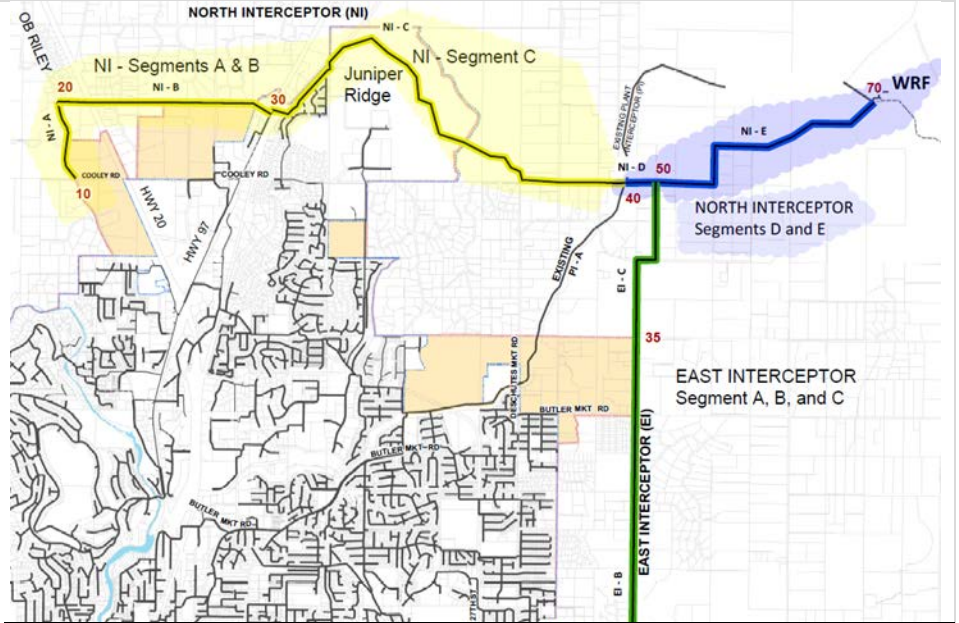 NORTH INTERCEPTOR (NI)
OB RILEY
NI - C
NI - Segments A & B
NI - Segment C
NI - B
20
30
Juniper
Ridge
70
WRF
NI - A
EXISTING PLANT
INTERCEPTOR (PI)
NI - E
NI - D
50
COOLEY RD
COOLEY RD
10
40
HWY 20
HWY 97
NORTH INTERCEPTOR
Segments D and E
EXISTING
PI - A
EI - C
35
DESCHUTES MKT RD
EAST INTERCEPTOR
Segment A, B, and C
BUTLER MKT RD
BUTLER MKT RD
EAST INTERCEPTOR (EI)
BUTLER MKT RD
EI - B
27TH ST